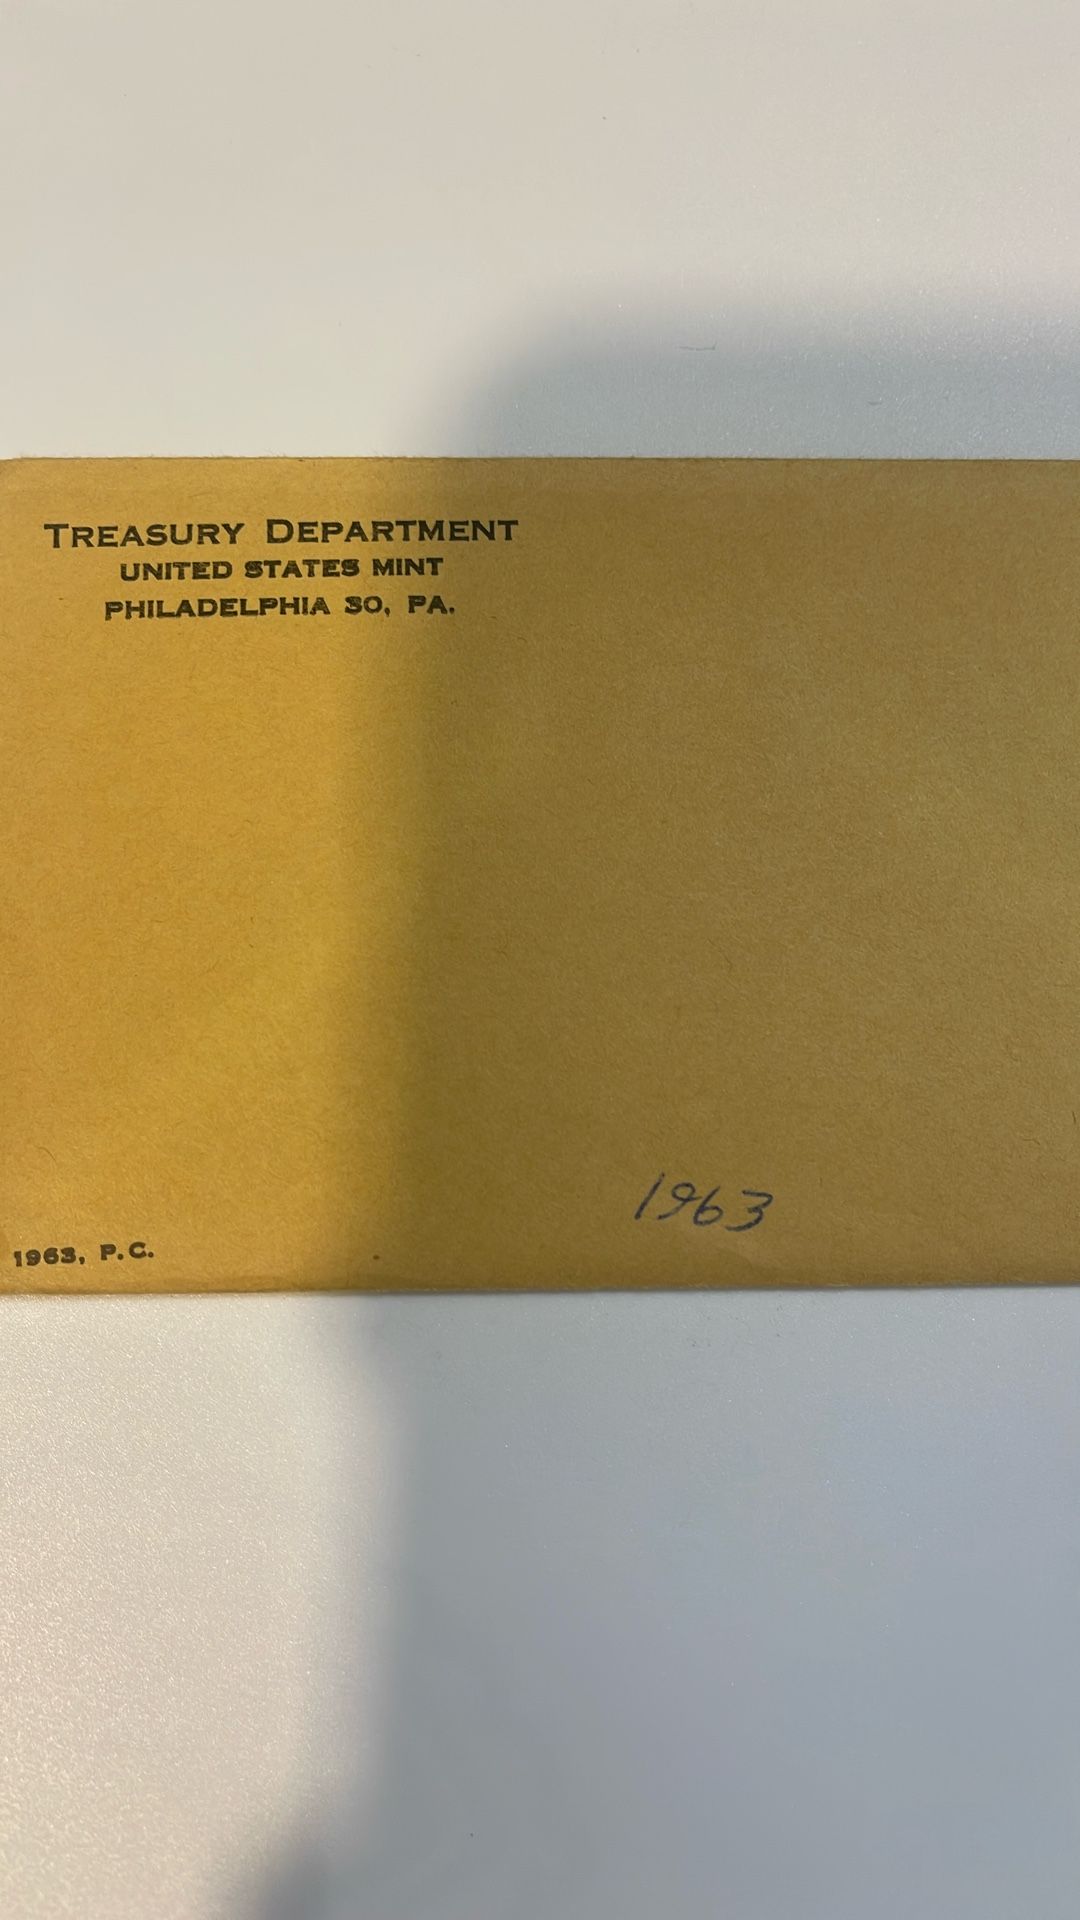 TREASURY DEPARTMENT
UNITED STATES MINT
PHILADELPHIA 30, PA.
1963
1963, P.C.